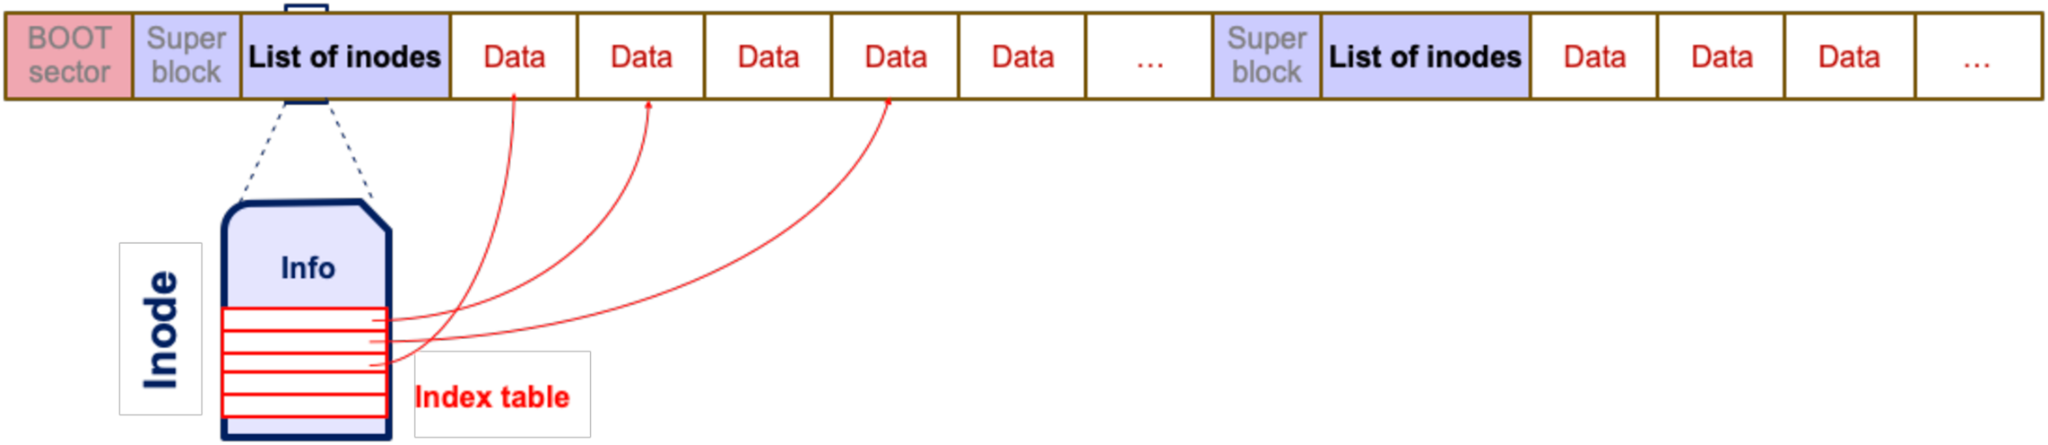 BOOT
sector
Super
block
List of inodes
Data
Data
Data
Data
Data
...
Super
block
List of inodes
Data
Data
Data
...
Info
Inode
Index table